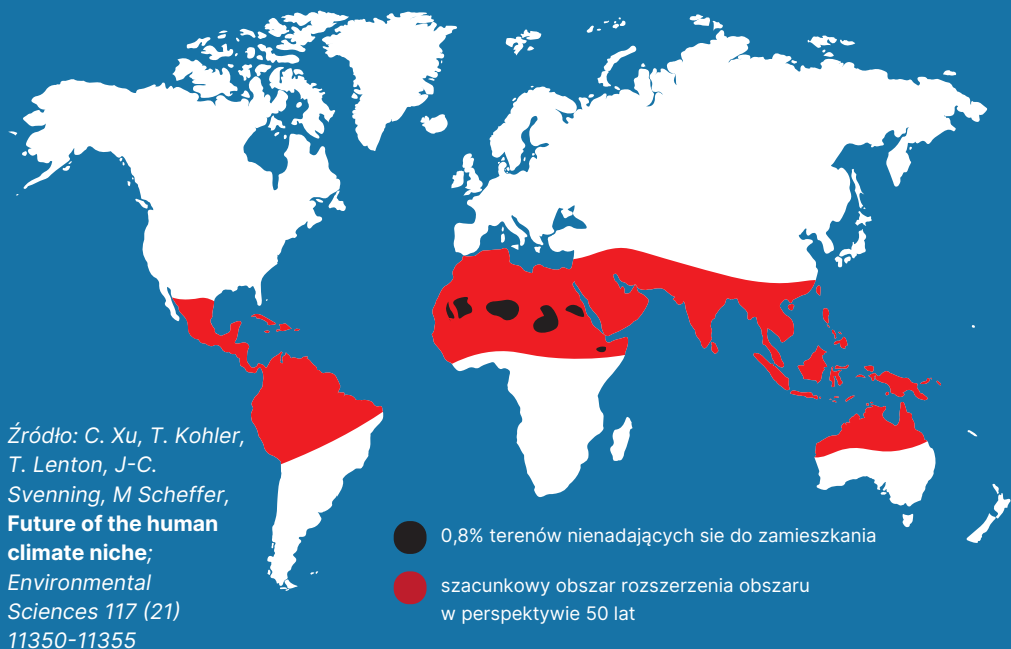 Źródło: C. Xu, T. Kohler,
T. Lenton, J-C.
Svenning, M Scheffer,
Future of the human
climate niche;
Environmental
Sciences 117 (21)
11350-11355
0,8% terenów nienadających sie do zamieszkania
szacunkowy obszar rozszerzenia obszaru
w perspektywie 50 lat